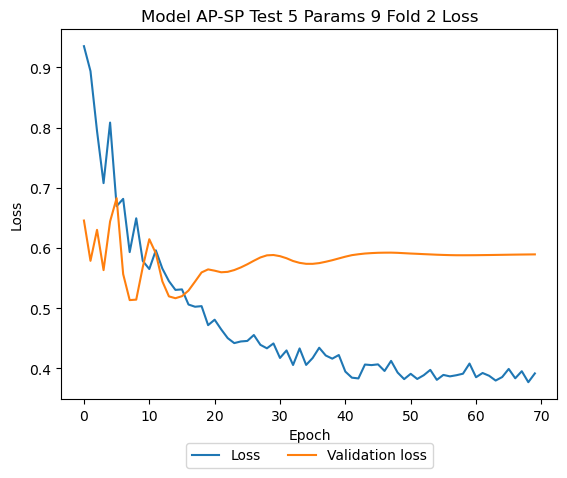 Model AP-SP Test 5 Params 9 Fold 2 Loss
Loss
0.9
0.8
0.7
0.6
0.5
0.4
0 10 20 30 40 50 60 70
Epoch
Loss Validation loss